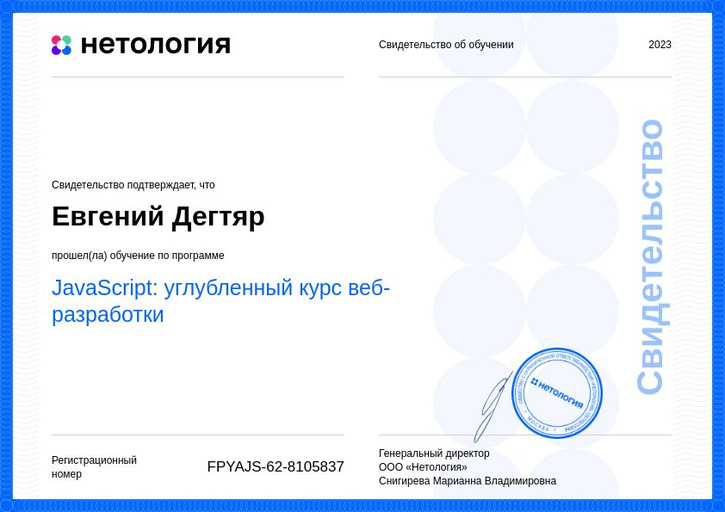 нетология
Свидетельство об обучении
2023
Свидетельство подтверждает, что
Евгений Дегтяр
прошел(ла) обучение по программе
JavaScript: углубленный курс веб-
разработки
Свидетельство
нетология
Регистрационный
номер
FPYAJS-62-8105837
Генеральный директор
ООО «Нетология»
Снигирева Марианна Владимировна